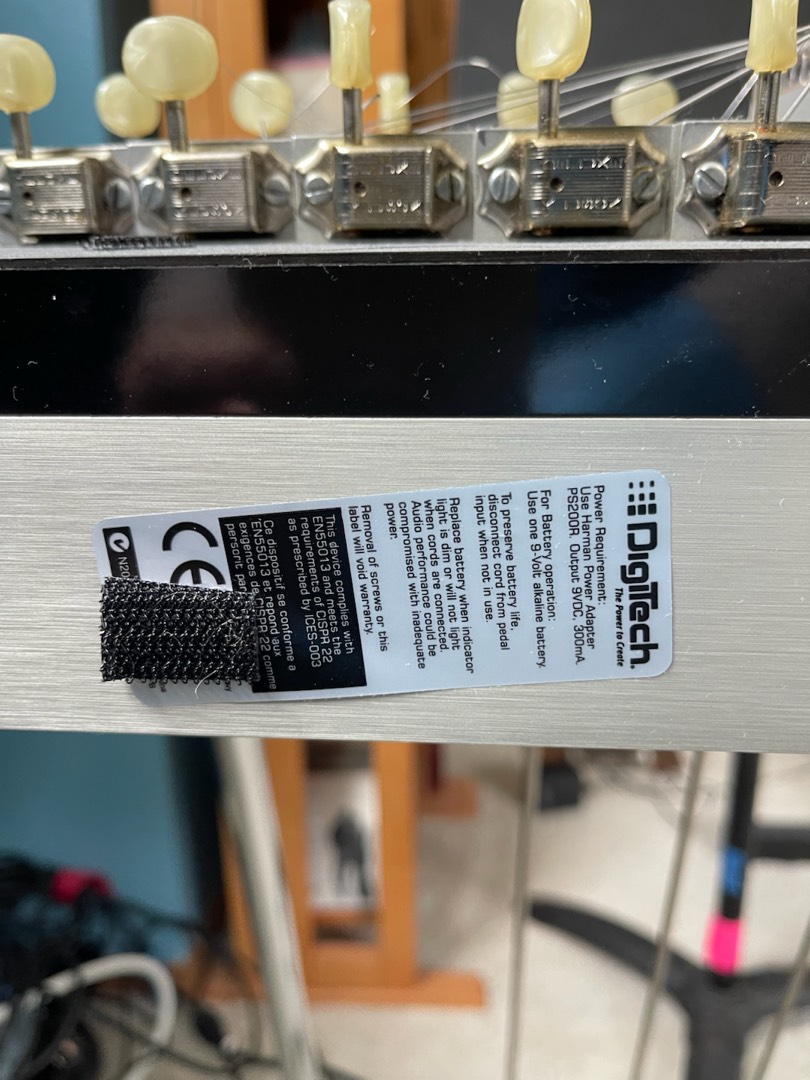 DigiTech®
The Power to Create
Power Requirement:
Use Harman Power Adapter
PS200R. Output 9VDC, 300mA.
For Battery operation:
Use one 9-Volt alkaline battery.
To preserve battery life,
disconnect cord from pedal
input when not in use.
Replace battery when indicator
light is dim or will not light
when cords are connected.
Audio performance could be
compromised with inadequate
power.
Removal of screws or this
label will void warranty.
This device complies with
EN55013 and meets the
requirements of CISPR 22
as prescribed by ICES-003
Ce dispositif se conforme a
EN55013 et repond aux
exigences de CISPR 22 comme
CE